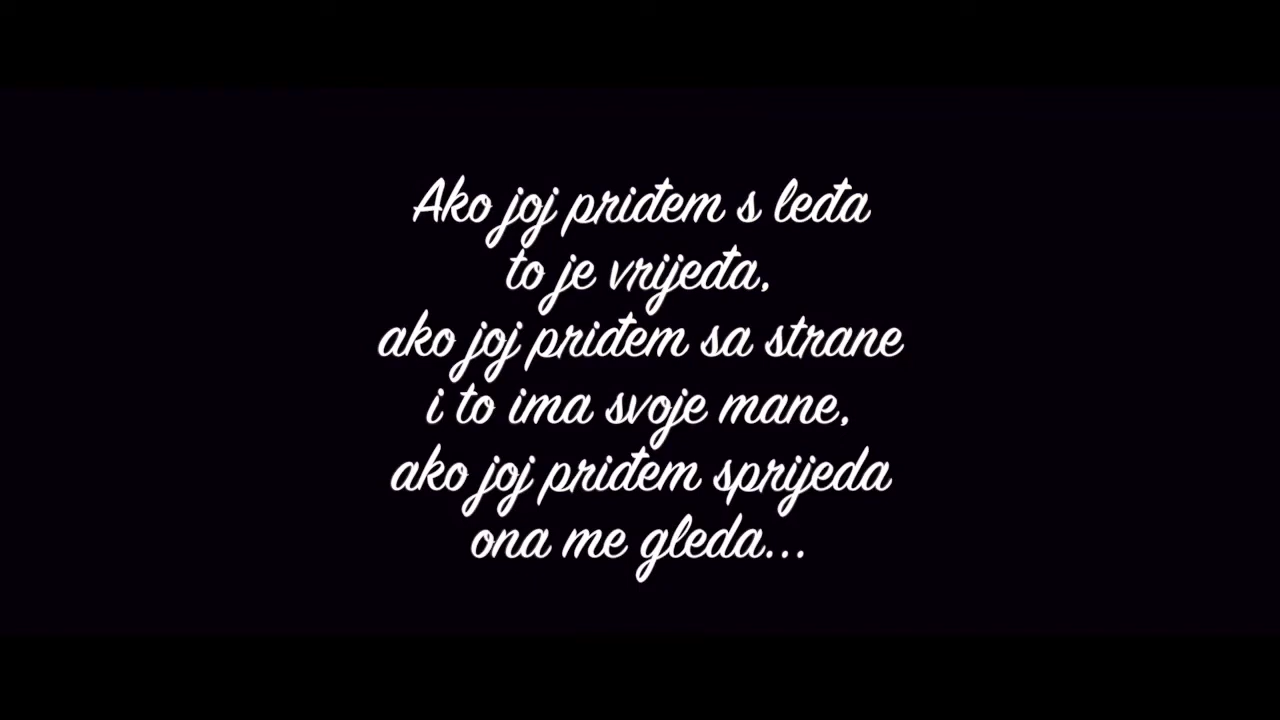 Ako joj priđem s leđa
to je vrijeđa,
ako joj priđem sa strane
i to ima svoje mane,
ako joj priđem sprijeda
ona me gleda...